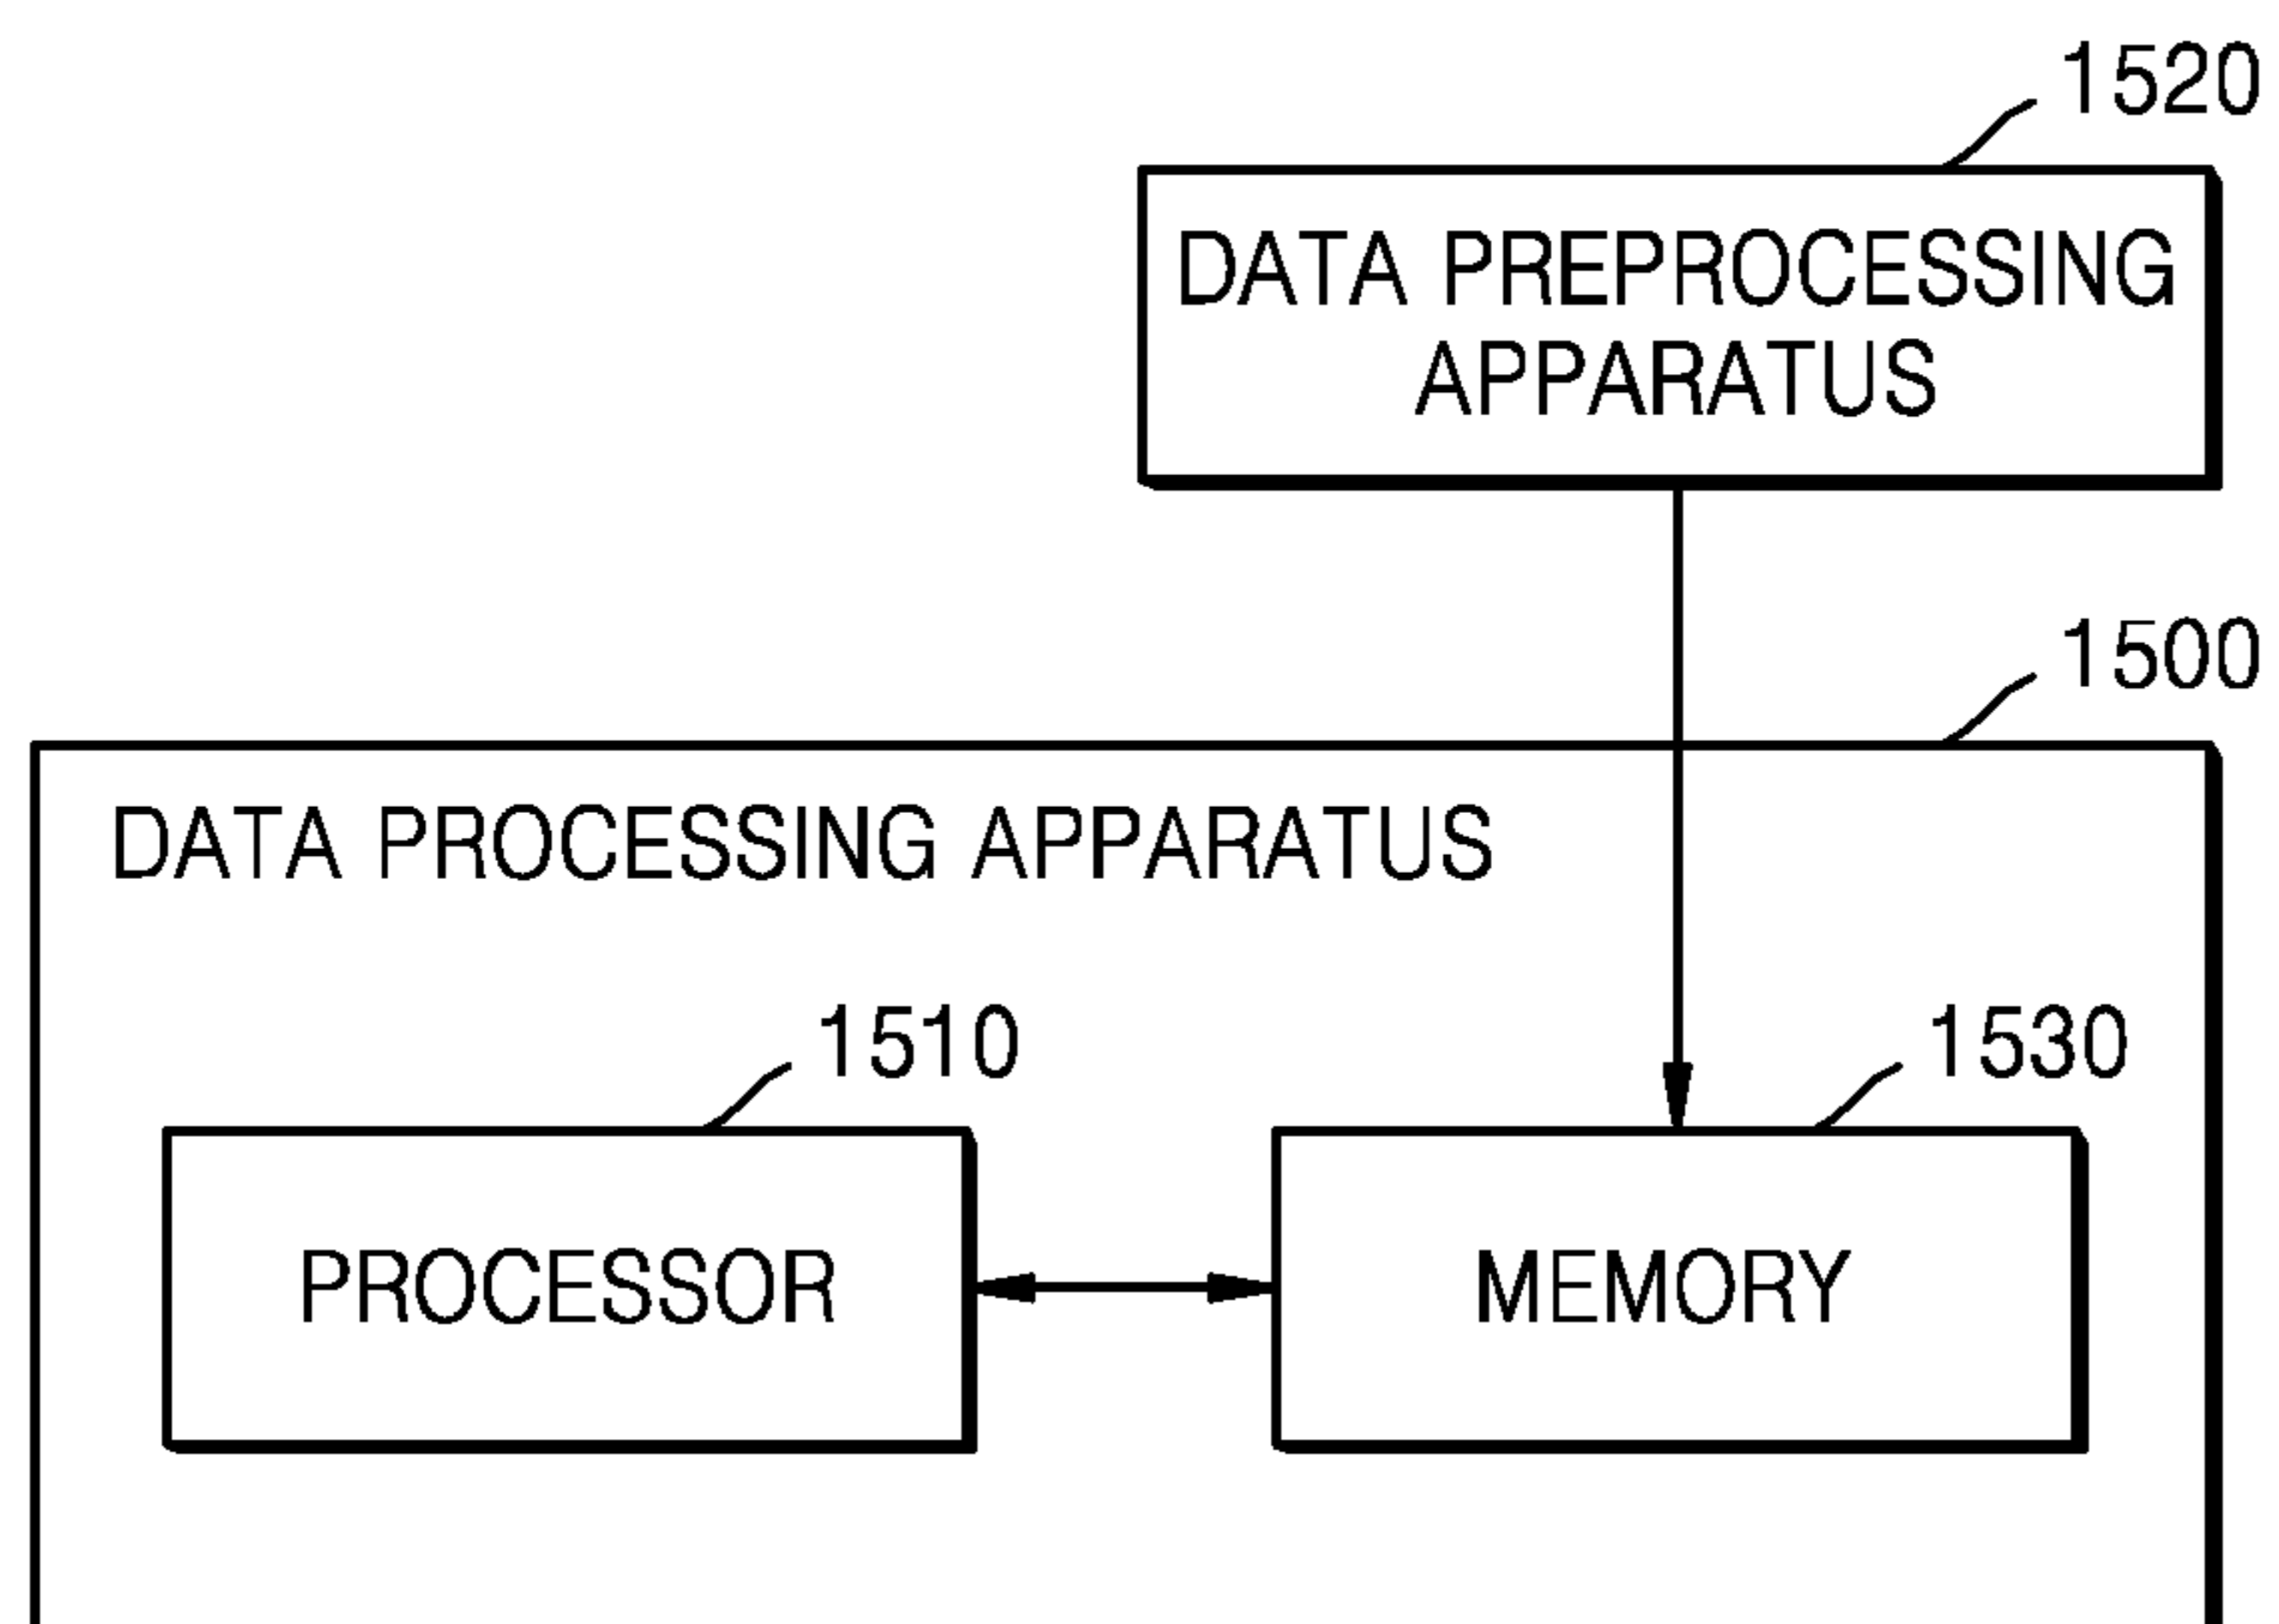 1520
DATA PREPROCESSING
APPARATUS
1500
DATA PROCESSING APPARATUS
1510
1530
PROCESSOR
MEMORY